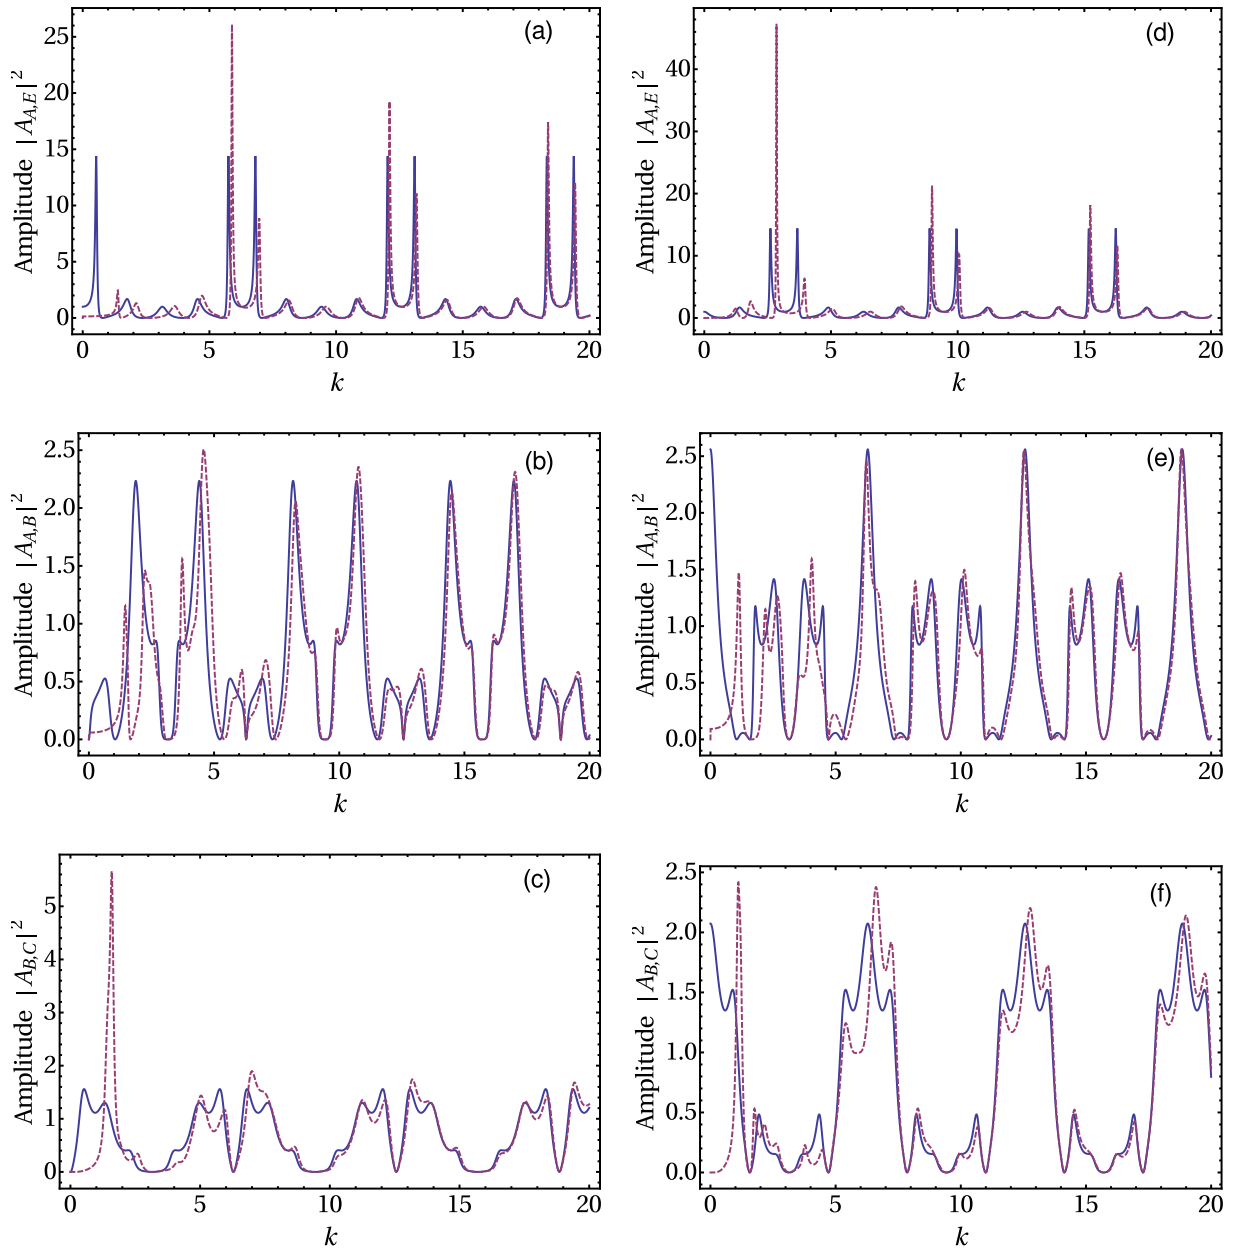 (a)
Amplitude |A_{A,E}|^2
25
20
15
10
5
0
0 5 10 15 20
k
(d)
Amplitude |A_{A,E}|^2
40
30
20
10
0
0 5 10 15 20
k
(b)
Amplitude |A_{A,B}|^2
2.5
2.0
1.5
1.0
0.5
0.0
0 5 10 15 20
k
(e)
Amplitude |A_{A,B}|^2
2.5
2.0
1.5
1.0
0.5
0.0
0 5 10 15 20
k
(c)
Amplitude |A_{B,C}|^2
5
4
3
2
1
0
0 5 10 15 20
k
(f)
Amplitude |A_{B,C}|^2
2.5
2.0
1.5
1.0
0.5
0.0
0 5 10 15 20
k